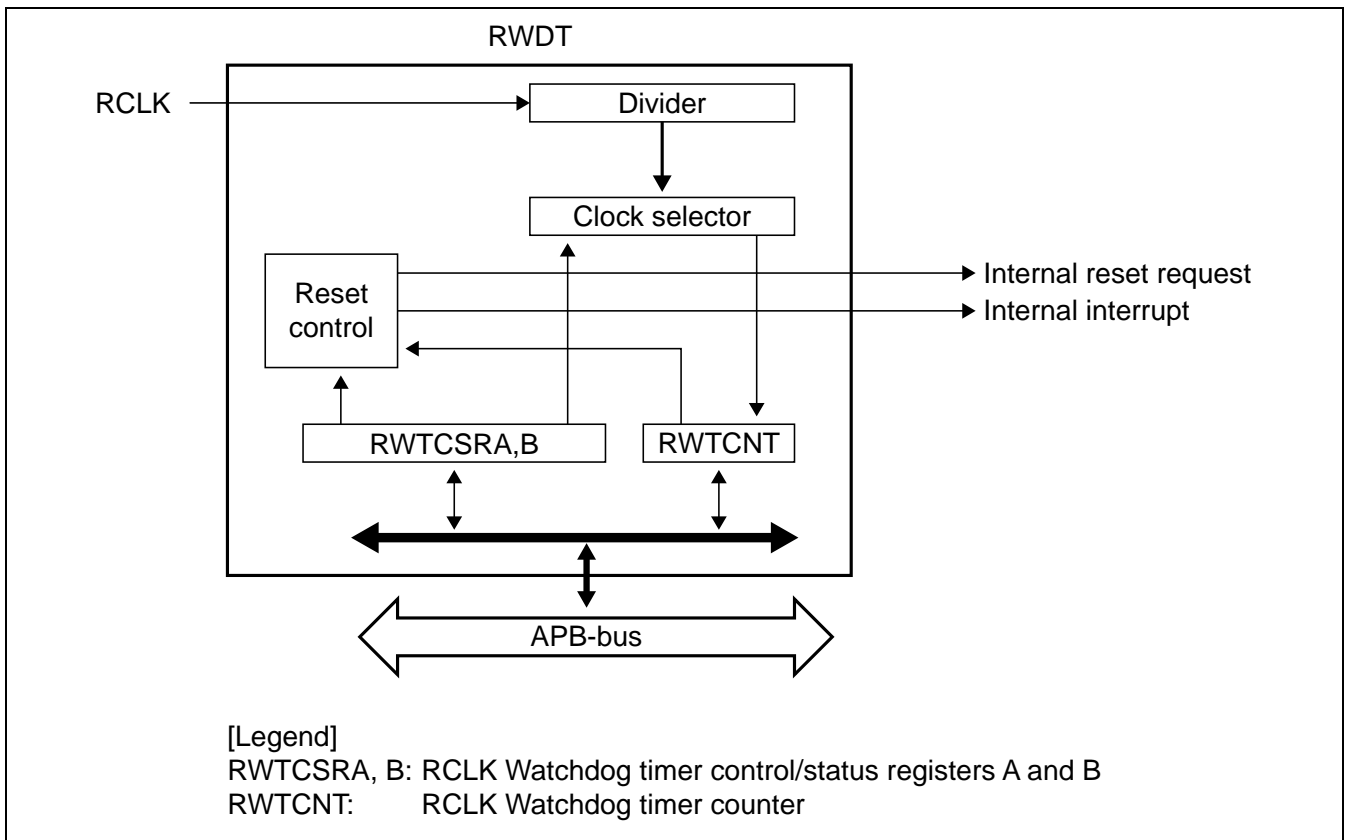 RWDT
RCLK
Divider
Clock selector
Reset
control
Internal reset request
Internal interrupt
RWTCSRA,B
RWTCNT
APB-bus
[Legend]
RWTCSRA, B: RCLK Watchdog timer control/status registers A and B
RWTCNT: RCLK Watchdog timer counter